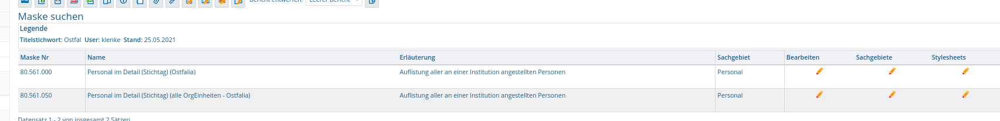 Bericht entwerfen: Leerer Bericht
Maske suchen
Legende
Titelstichwort: Ostfal User: klenke Stand: 25.05.2021
Maske Nr Name Erläuterung Sachgebiet Bearbeiten Sachgebiete Stylesheets
80.561.000 Personal im Detail (Stichtag) (Ostfalia) Auflistung aller an einer Institution angestellten Personen Personal
80.561.050 Personal im Detail (Stichtag) (alle OrgEinheiten - Ostfalia) Auflistung aller an einer Institution angestellten Personen Personal
Datensatz 1 - 2 von insgesamt 2 Sätzen